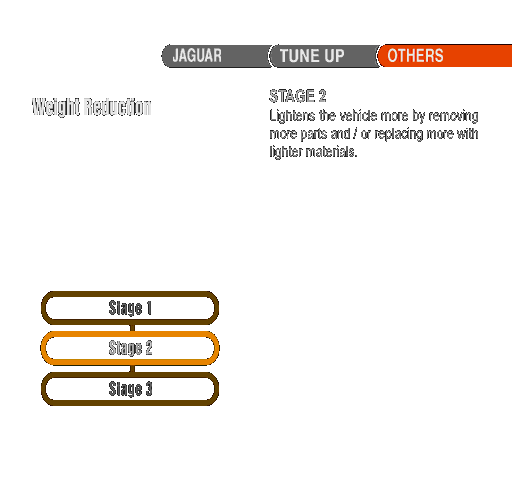 JAGUAR TUNE UP OTHERS
Weight Reduction
STAGE 2
Lightens the vehicle more by removing
more parts and / or replacing more with
lighter materials.
Stage 1
Stage 2
Stage 3